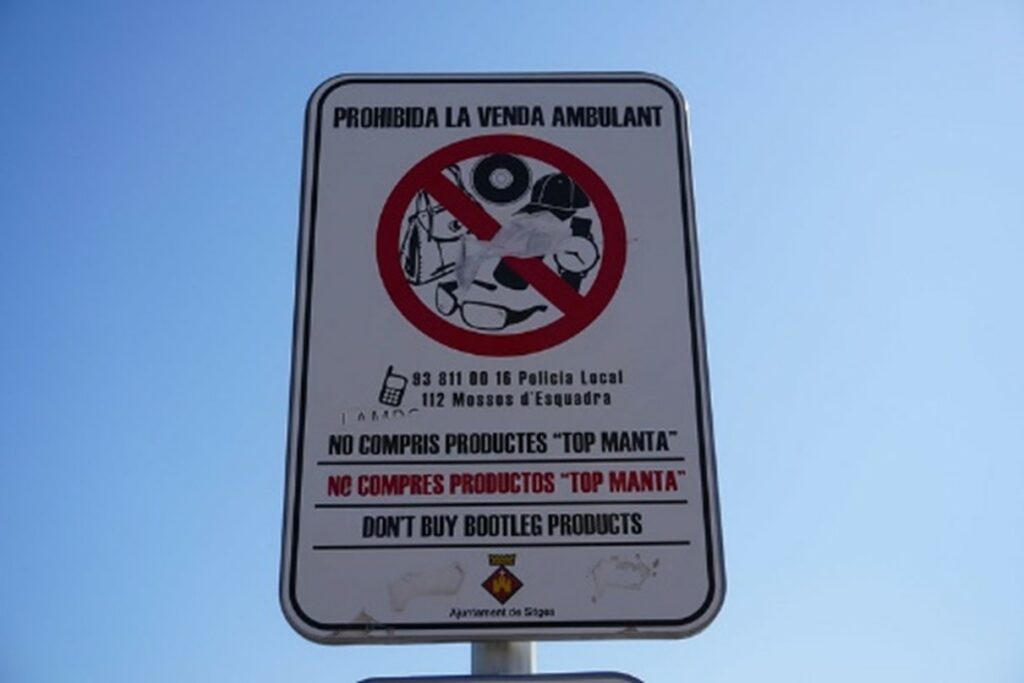 PROHIBIDA LA VENDA AMBULANT
93 811 00 16 Policia Local
112 Mossos d'Esquadra
NO COMPRIS PRODUCTES "TOP MANTA"
NO COMPRES PRODUCTOS "TOP MANTA"
DON'T BUY BOOTLEG PRODUCTS
Ajuntament de Sitges